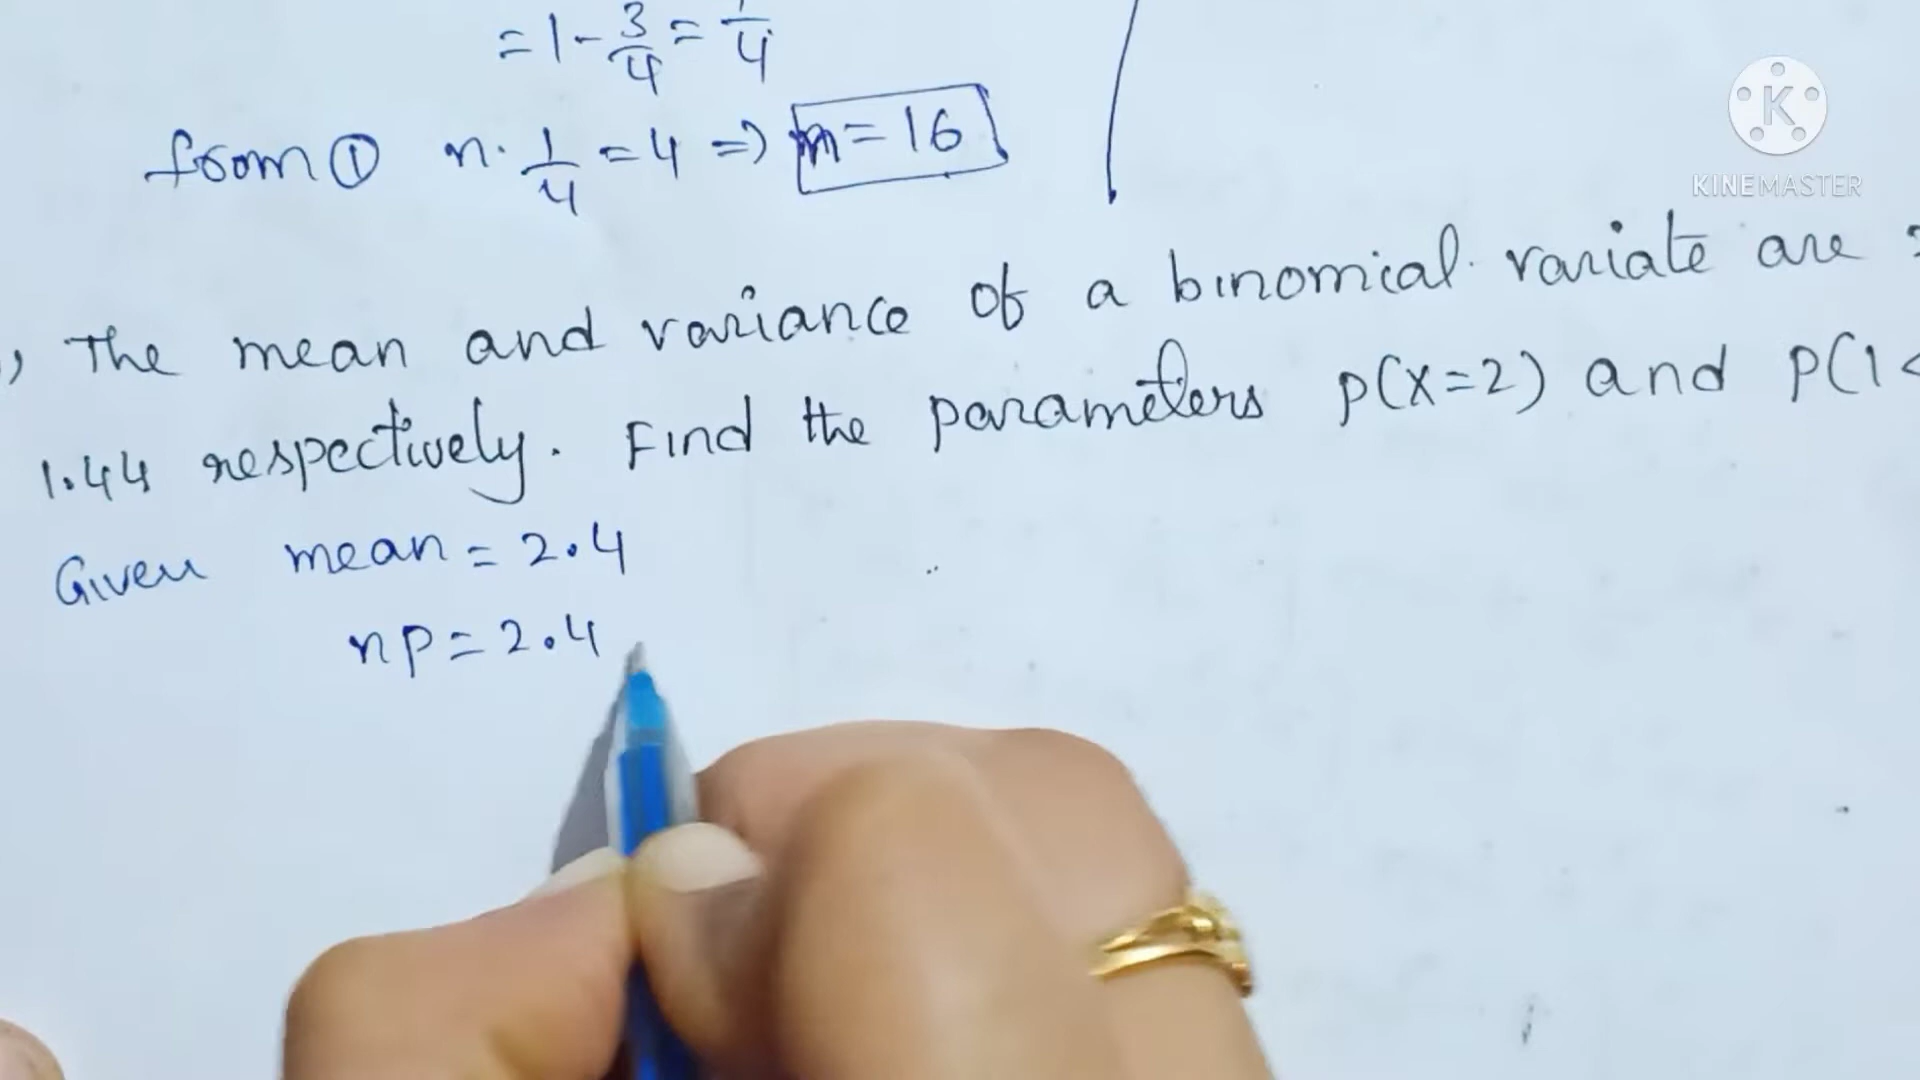 = 1 - 3/4 = 1/4
from ① n. 1/4 = 4 => n = 16
KINEMASTER
, The mean and variance of a binomial variate are
1.44 respectively. Find the parameters P(X=2) and P(1<
Given mean = 2.4
np = 2.4